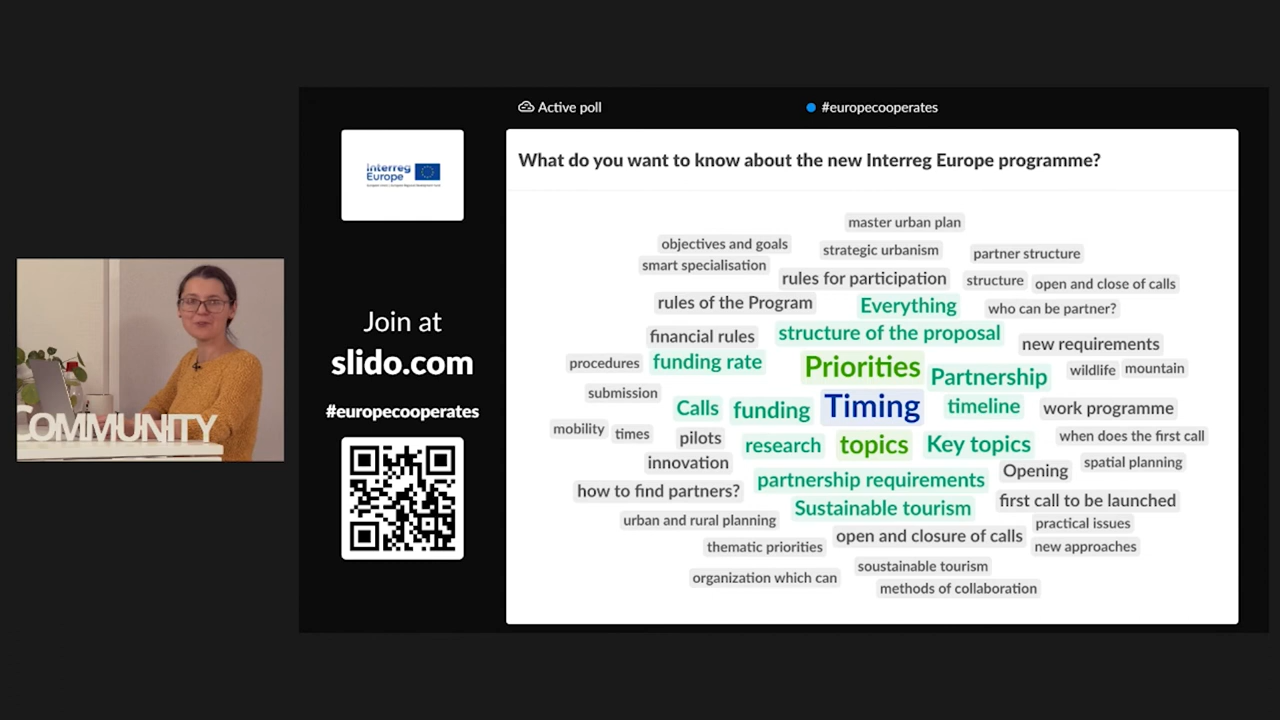 Active poll
#europecooperates
Interreg
Europe
What do you want to know about the new Interreg Europe programme?
master urban plan
objectives and goals
strategic urbanism
partner structure
smart specialisation
rules for participation
structure
open and close of calls
rules of the Program
Everything
who can be partner?
financial rules
structure of the proposal
new requirements
procedures
funding rate
Priorities
Partnership
wildlife
mountain
submission
Calls
funding
Timing
timeline
work programme
mobility
times
pilots
research
topics
Key topics
when does the first call
innovation
Opening
spatial planning
how to find partners?
partnership requirements
first call to be launched
Sustainable tourism
urban and rural planning
practical issues
open and closure of calls
thematic priorities
new approaches
soustainable tourism
organization which can
methods of collaboration
Join at
slido.com
#europecooperates
COMMUNITY